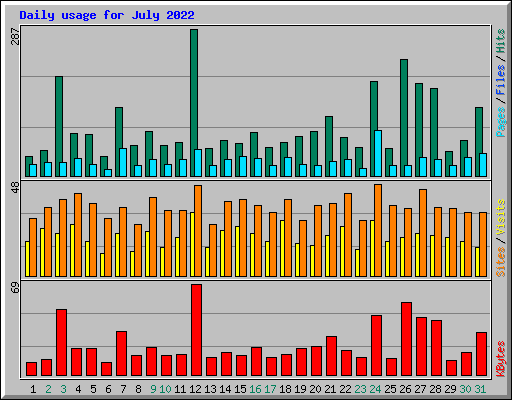 Daily usage for July 2022
287
48
69
Pages / Files / Hits
Sites / Visits
KBytes
1 2 3 4 5 6 7 8 9 10 11 12 13 14 15 16 17 18 19 20 21 22 23 24 25 26 27 28 29 30 31